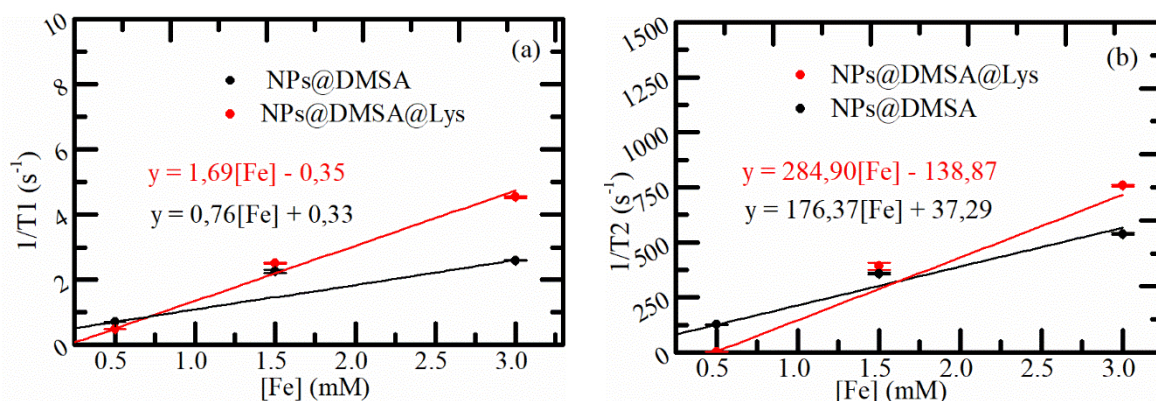 (a)
10
8
6
4
2
0
1/T1 (s⁻¹)
NPs@DMSA
NPs@DMSA@Lys
y = 1,69[Fe] - 0,35
y = 0,76[Fe] + 0,33
0.5 1.0 1.5 2.0 2.5 3.0
[Fe] (mM)
(b)
1500
1250
1000
750
500
250
0
1/T2 (s⁻¹)
NPs@DMSA@Lys
NPs@DMSA
y = 284,90[Fe] - 138,87
y = 176,37[Fe] + 37,29
0.5 1.0 1.5 2.0 2.5 3.0
[Fe] (mM)